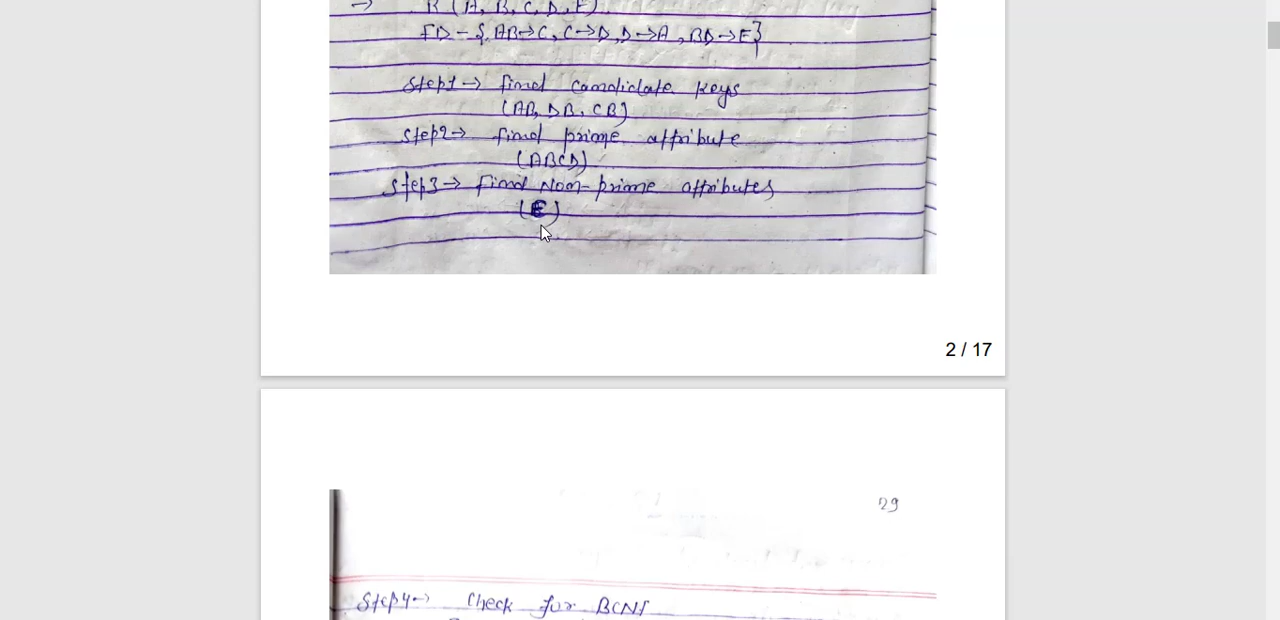 → R (A, B, C, D, E)
FD - { AB→C, C→D, D→A, BD→E}
Step1→ find candidate keys
(AB, DB, CB)
Step2→ find prime attribute
(ABCD)
Step3→ find Non-prime attributes
(E)
2 / 17
29
Step4→ Check for BCNF